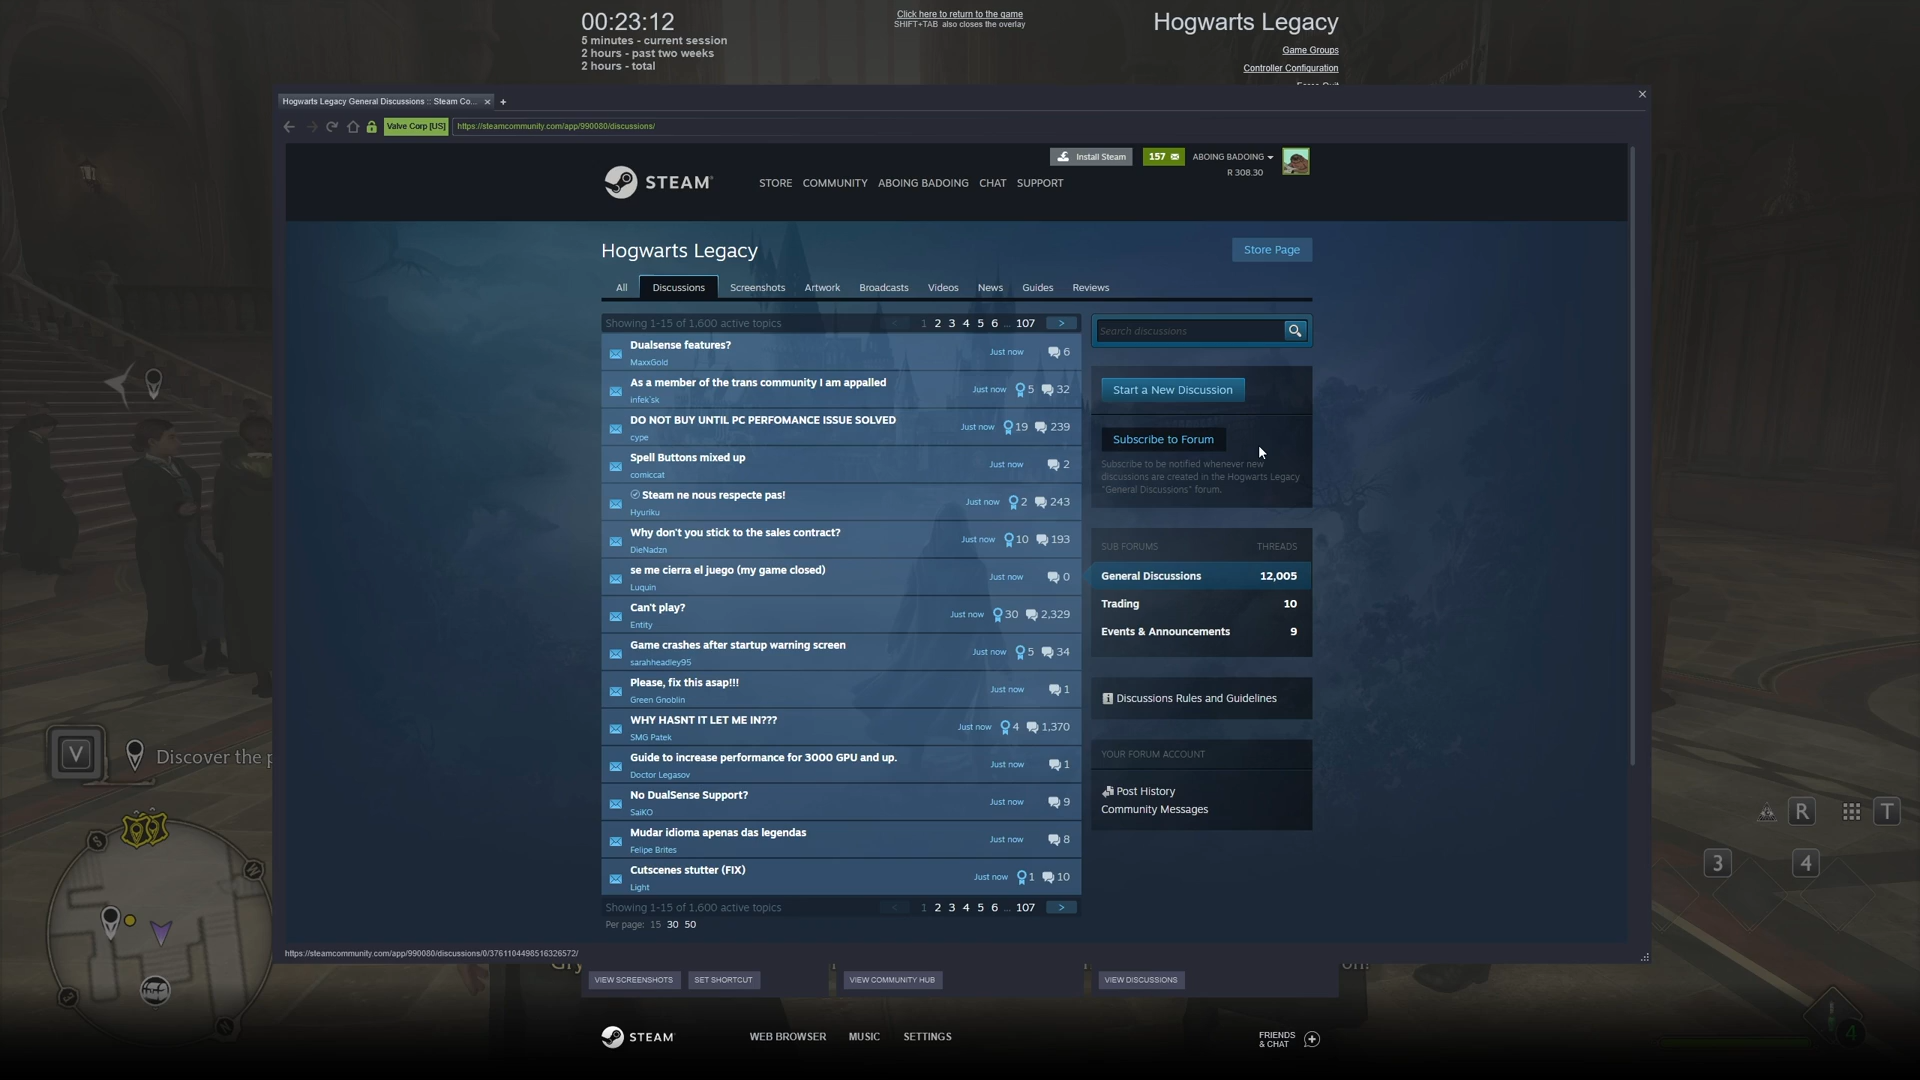 00:23:12
5 minutes - current session
2 hours - past two weeks
2 hours - total
Click here to return to the game
SHIFT+TAB also closes the overlay
Hogwarts Legacy
Game Groups
Controller Configuration
Force Quit
Hogwarts Legacy General Discussions :: Steam Co...
Valve Corp [US]
https://steamcommunity.com/app/990080/discussions/
Install Steam
157
ABOING BADOING
R 308.30
STEAM
STORE COMMUNITY ABOING BADOING CHAT SUPPORT
Hogwarts Legacy
Store Page
All Discussions Screenshots Artwork Broadcasts Videos News Guides Reviews
Showing 1-15 of 1,600 active topics
< 1 2 3 4 5 6 ... 107 >
Dualsense features?
MaxxGold
Just now 6
As a member of the trans community I am appalled
infek'sk
Just now 5 32
DO NOT BUY UNTIL PC PERFOMANCE ISSUE SOLVED
cype
Just now 19 239
Spell Buttons mixed up
comiccat
Just now 2
Steam ne nous respecte pas!
Hyuriku
Just now 2 243
Why don't you stick to the sales contract?
DieNadzn
Just now 10 193
se me cierra el juego (my game closed)
Luquin
Just now 0
Can't play?
Entity
Just now 30 2,329
Game crashes after startup warning screen
sarahheadley95
Just now 5 34
Please, fix this asap!!!
Green Gnoblin
Just now 1
WHY HASNT IT LET ME IN???
SMG Patek
Just now 4 1,370
Guide to increase performance for 3000 GPU and up.
Doctor Legasov
Just now 1
No DualSense Support?
SaiKO
Just now 9
Mudar idioma apenas das legendas
Felipe Brites
Just now 8
Cutscenes stutter (FIX)
Light
Just now 1 10
Showing 1-15 of 1,600 active topics
< 1 2 3 4 5 6 ... 107 >
Per page: 15 30 50
Search discussions
Start a New Discussion
Subscribe to Forum
Subscribe to be notified whenever new
discussions are created in the Hogwarts Legacy
"General Discussions" forum.
SUB FORUMS THREADS
General Discussions 12,005
Trading 10
Events & Announcements 9
Discussions Rules and Guidelines
YOUR FORUM ACCOUNT
Post History
Community Messages
V
Discover the p
R
T
3
4
4
https://steamcommunity.com/app/990080/discussions/0/3761104498516326572/
VIEW SCREENSHOTS
SET SHORTCUT
VIEW COMMUNITY HUB
VIEW DISCUSSIONS
STEAM
WEB BROWSER MUSIC SETTINGS
FRIENDS
& CHAT